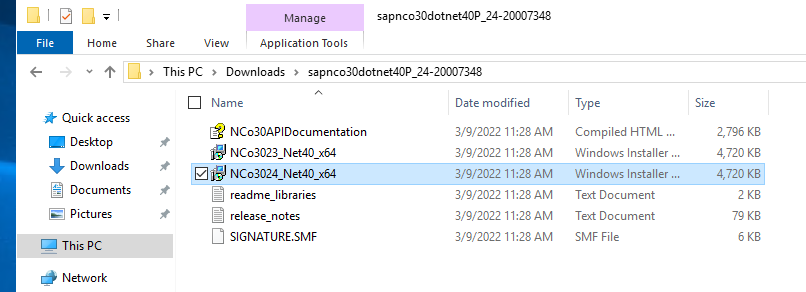 Manage
sapnco30dotnet40P_24-20007348
File
Home
Share
View
Application Tools
This PC
Downloads
sapnco30dotnet40P_24-20007348
Name
Date modified
Type
Size
Quick access
Desktop
Downloads
Documents
Pictures
This PC
Network
NCo30APIDocumentation 3/9/2022 11:28 AM Compiled HTML ... 2,796 KB
NCo3023_Net40_x64 3/9/2022 11:28 AM Windows Installer ... 4,720 KB
NCo3024_Net40_x64 3/9/2022 11:28 AM Windows Installer ... 4,720 KB
readme_libraries 3/9/2022 11:28 AM Text Document 2 KB
release_notes 3/9/2022 11:28 AM Text Document 79 KB
SIGNATURE.SMF 3/9/2022 11:28 AM SMF File 6 KB